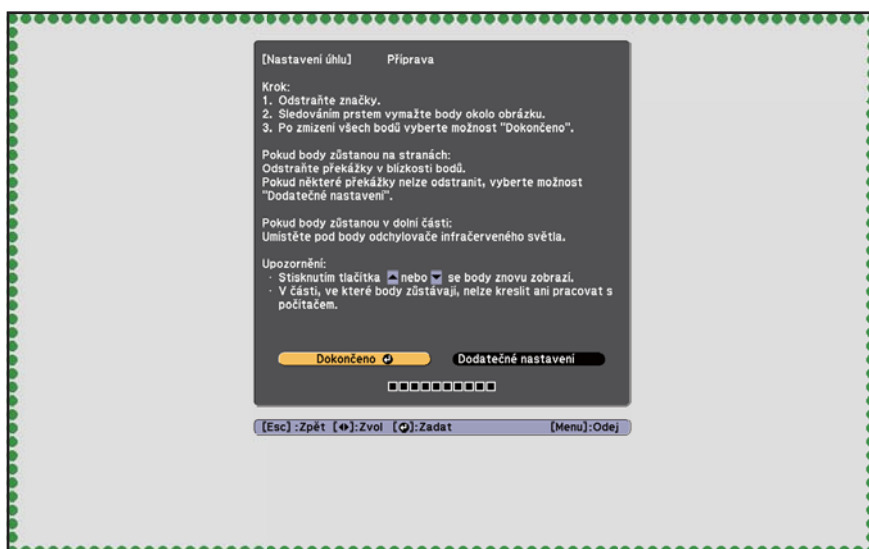 [Nastavení úhlu] Příprava
Krok:
1. Odstraňte značky.
2. Sledováním prstem vymažte body okolo obrázku.
3. Po zmizení všech bodů vyberte možnost "Dokončeno".
Pokud body zůstanou na stranách:
Odstraňte překážky v blízkosti bodů.
Pokud některé překážky nelze odstranit, vyberte možnost
"Dodatečné nastavení".
Pokud body zůstanou v dolní části:
Umístěte pod body odchylovače infračerveného světla.
Upozornění:
· Stisknutím tlačítka nebo se body znovu zobrazí.
· V části, ve které body zůstávají, nelze kreslit ani pracovat s
počítačem.
Dokončeno Dodatečné nastavení
[Esc] :Zpět [ ]:Zvol [ ]:Zadat [Menu]:Odej